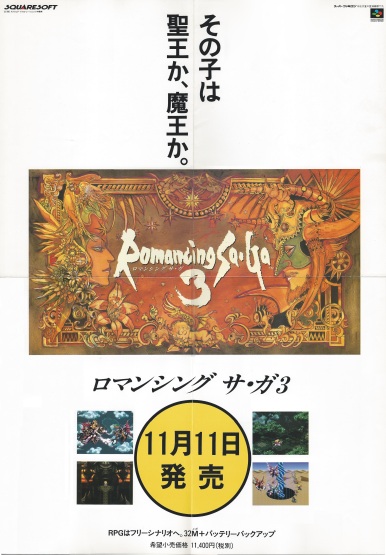 SQUARESOFT
その子は
聖王か、魔王か。
Romancing Sa・Ga
ロマンシング サ・ガ
3
ロマンシング サ・ガ3
11月11日
発売
RPGはフリーシナリオへ。32M+バッテリーバックアップ
希望小売価格 11,400円(税別)